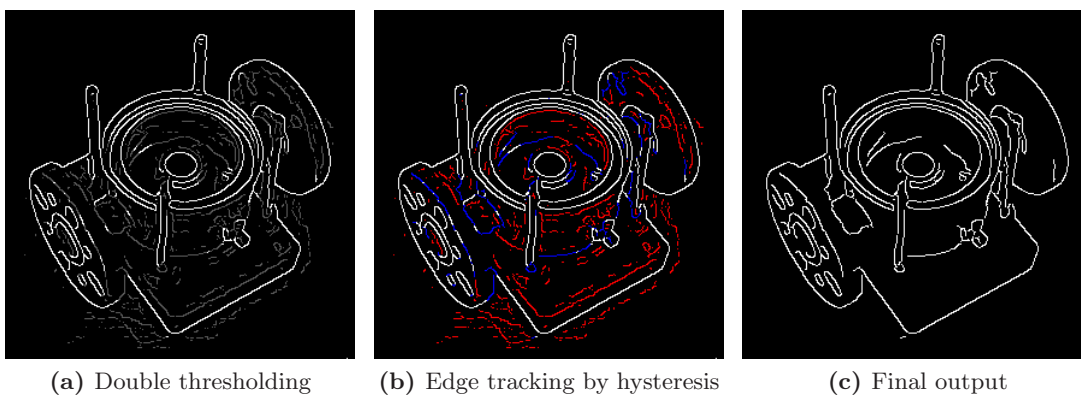 (a) Double thresholding
(b) Edge tracking by hysteresis
(c) Final output